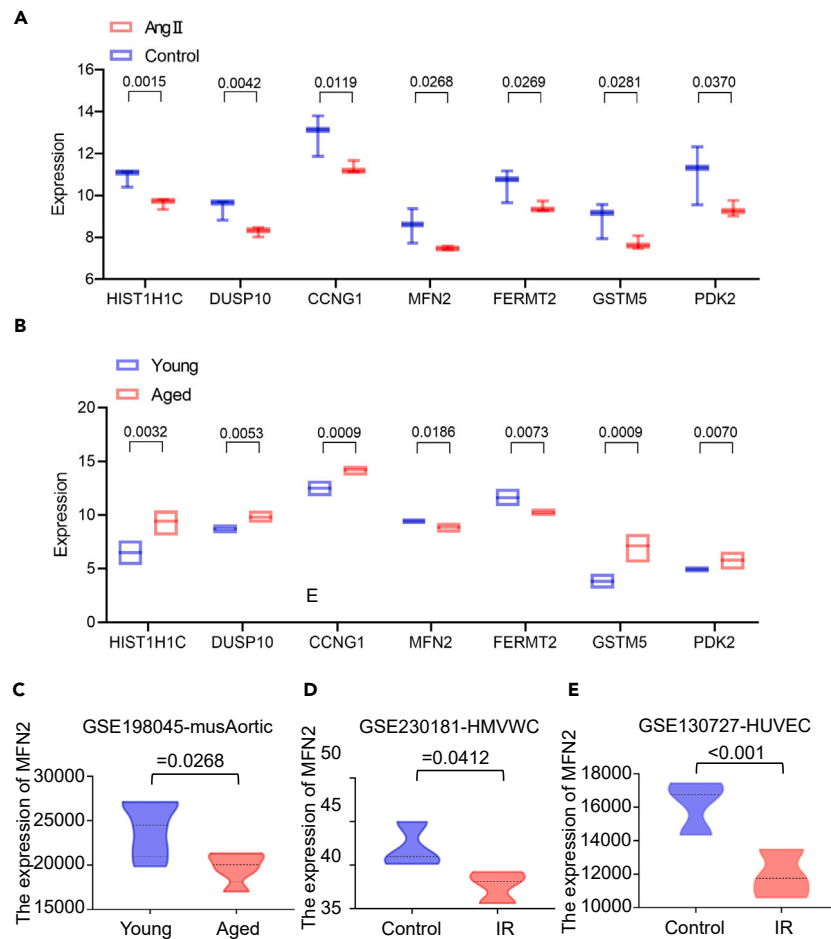 A
Ang II
Control
16
14
12
10
8
6
Expression
0.0015 0.0042 0.0119 0.0268 0.0269 0.0281 0.0370
HIST1H1C DUSP10 CCNG1 MFN2 FERMT2 GSTM5 PDK2
B
Young
Aged
20
15
10
5
0
Expression
0.0032 0.0053 0.0009 0.0186 0.0073 0.0009 0.0070
E
HIST1H1C DUSP10 CCNG1 MFN2 FERMT2 GSTM5 PDK2
C
GSE198045-musAortic
The expression of MFN2
=0.0268
30000
25000
20000
15000
Young Aged
D
GSE230181-HMVWC
The expression of MFN2
=0.0412
50
45
40
35
Control IR
E
GSE130727-HUVEC
The expression of MFN2
<0.001
18000
16000
14000
12000
10000
Control IR